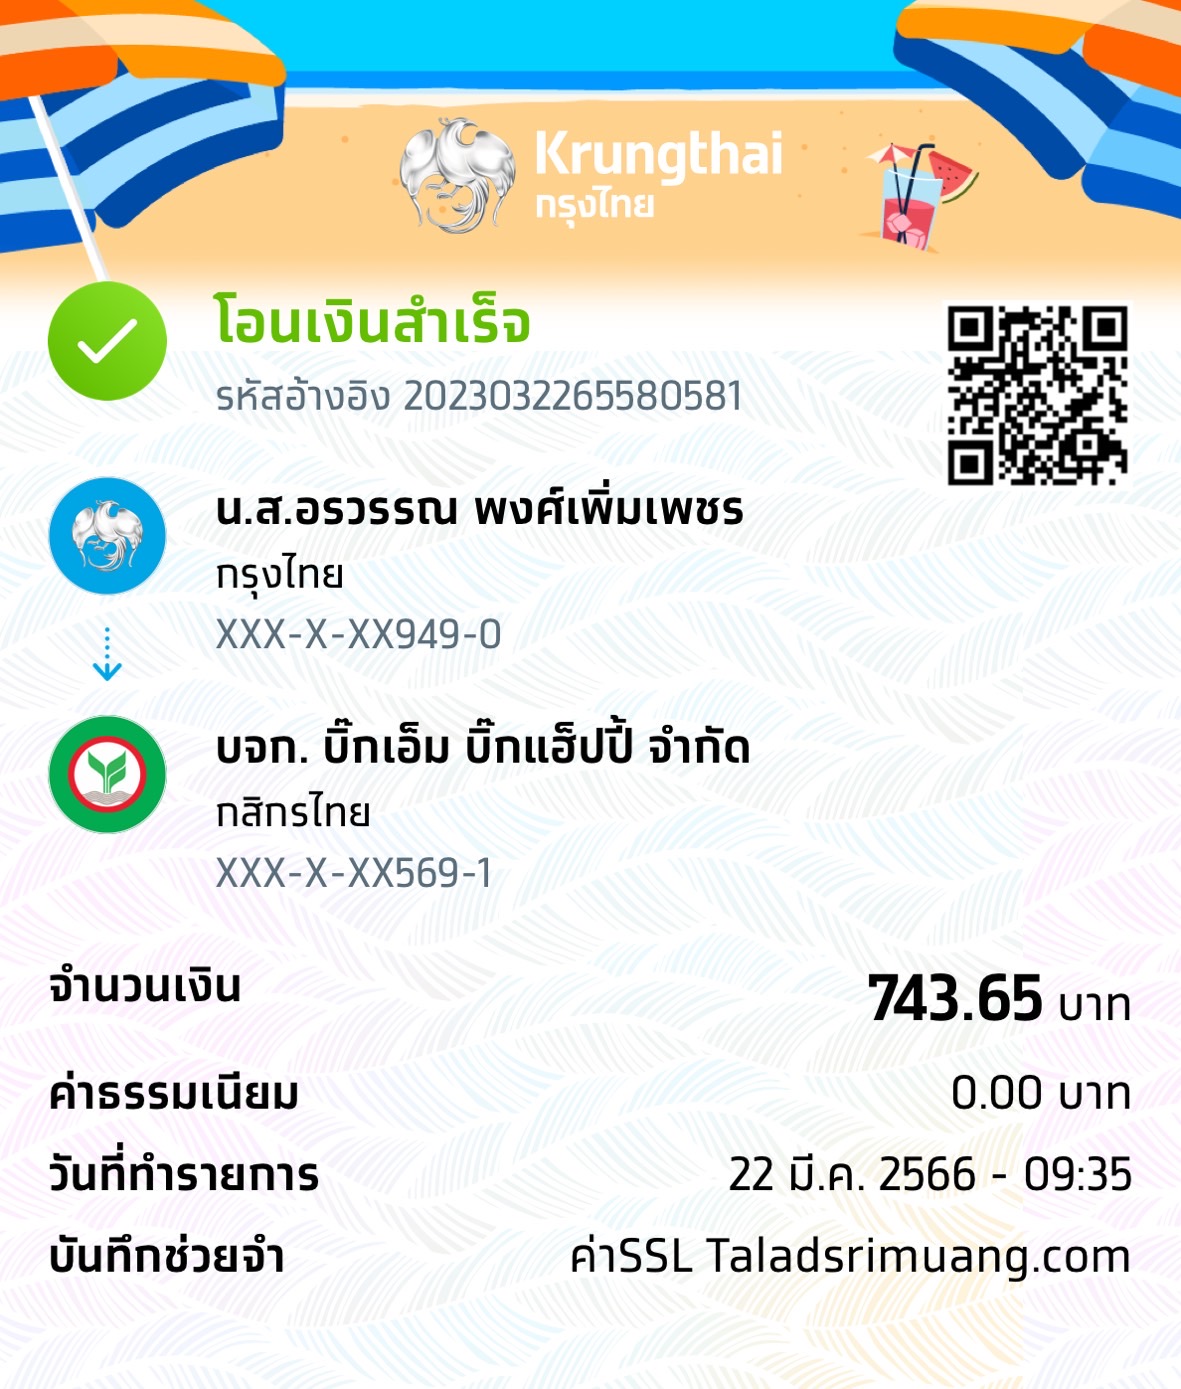 Krungthai
กรุงไทย
โอนเงินสำเร็จ
รหัสอ้างอิง 2023032265580581
น.ส.อรวรรณ พงศ์เพิ่มเพชร
กรุงไทย
XXX-X-XX949-0
บจก. บิ๊กเอ็ม บิ๊กแฮ็ปปี้ จำกัด
กสิกรไทย
XXX-X-XX569-1
จำนวนเงิน 743.65 บาท
ค่าธรรมเนียม 0.00 บาท
วันที่ทำรายการ 22 มี.ค. 2566 - 09:35
บันทึกช่วยจำ ค่าSSL Taladsrimuang.com